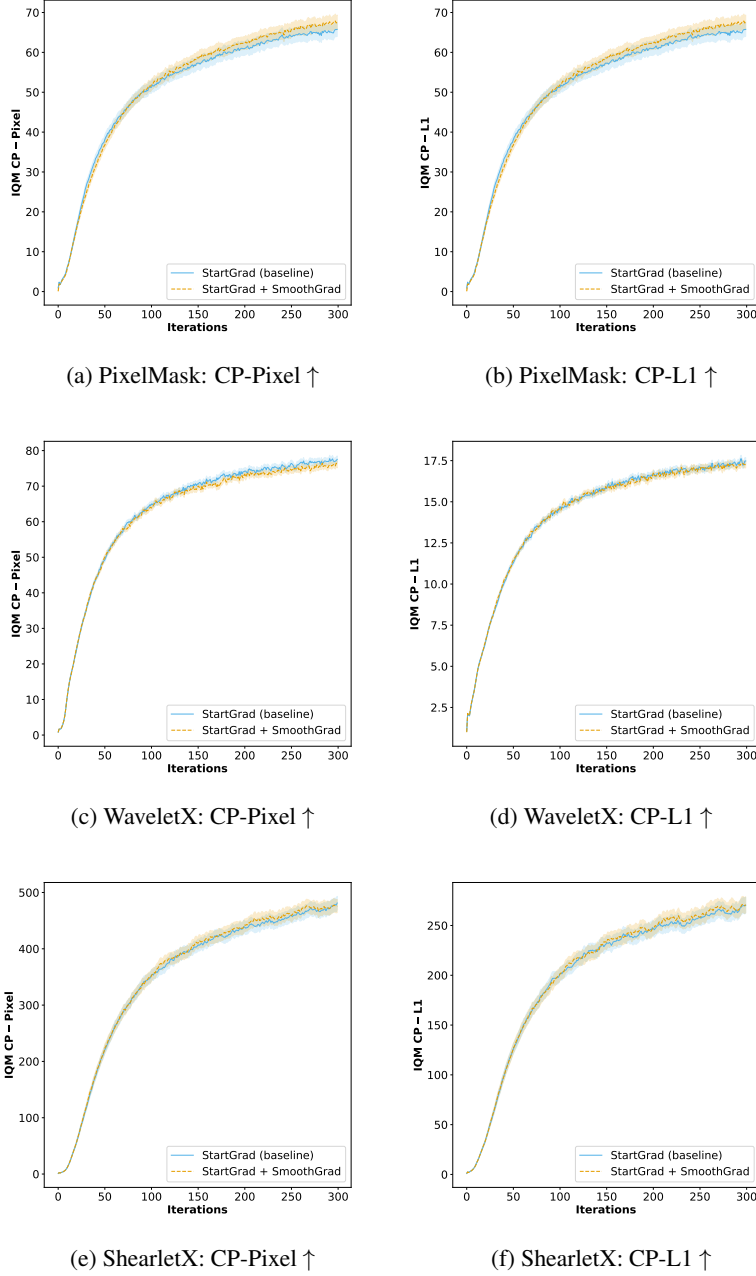 70
60
50
40
30
20
10
0
IQM CP – Pixel
StartGrad (baseline)
StartGrad + SmoothGrad
0 50 100 150 200 250 300
Iterations
(a) PixelMask: CP-Pixel ↑
70
60
50
40
30
20
10
0
IQM CP – L1
StartGrad (baseline)
StartGrad + SmoothGrad
0 50 100 150 200 250 300
Iterations
(b) PixelMask: CP-L1 ↑
80
70
60
50
40
30
20
10
0
IQM CP – Pixel
StartGrad (baseline)
StartGrad + SmoothGrad
0 50 100 150 200 250 300
Iterations
(c) WaveletX: CP-Pixel ↑
17.5
15.0
12.5
10.0
7.5
5.0
2.5
IQM CP – L1
StartGrad (baseline)
StartGrad + SmoothGrad
0 50 100 150 200 250 300
Iterations
(d) WaveletX: CP-L1 ↑
500
400
300
200
100
0
IQM CP – Pixel
StartGrad (baseline)
StartGrad + SmoothGrad
0 50 100 150 200 250 300
Iterations
(e) ShearletX: CP-Pixel ↑
250
200
150
100
50
0
IQM CP – L1
StartGrad (baseline)
StartGrad + SmoothGrad
0 50 100 150 200 250 300
Iterations
(f) ShearletX: CP-L1 ↑